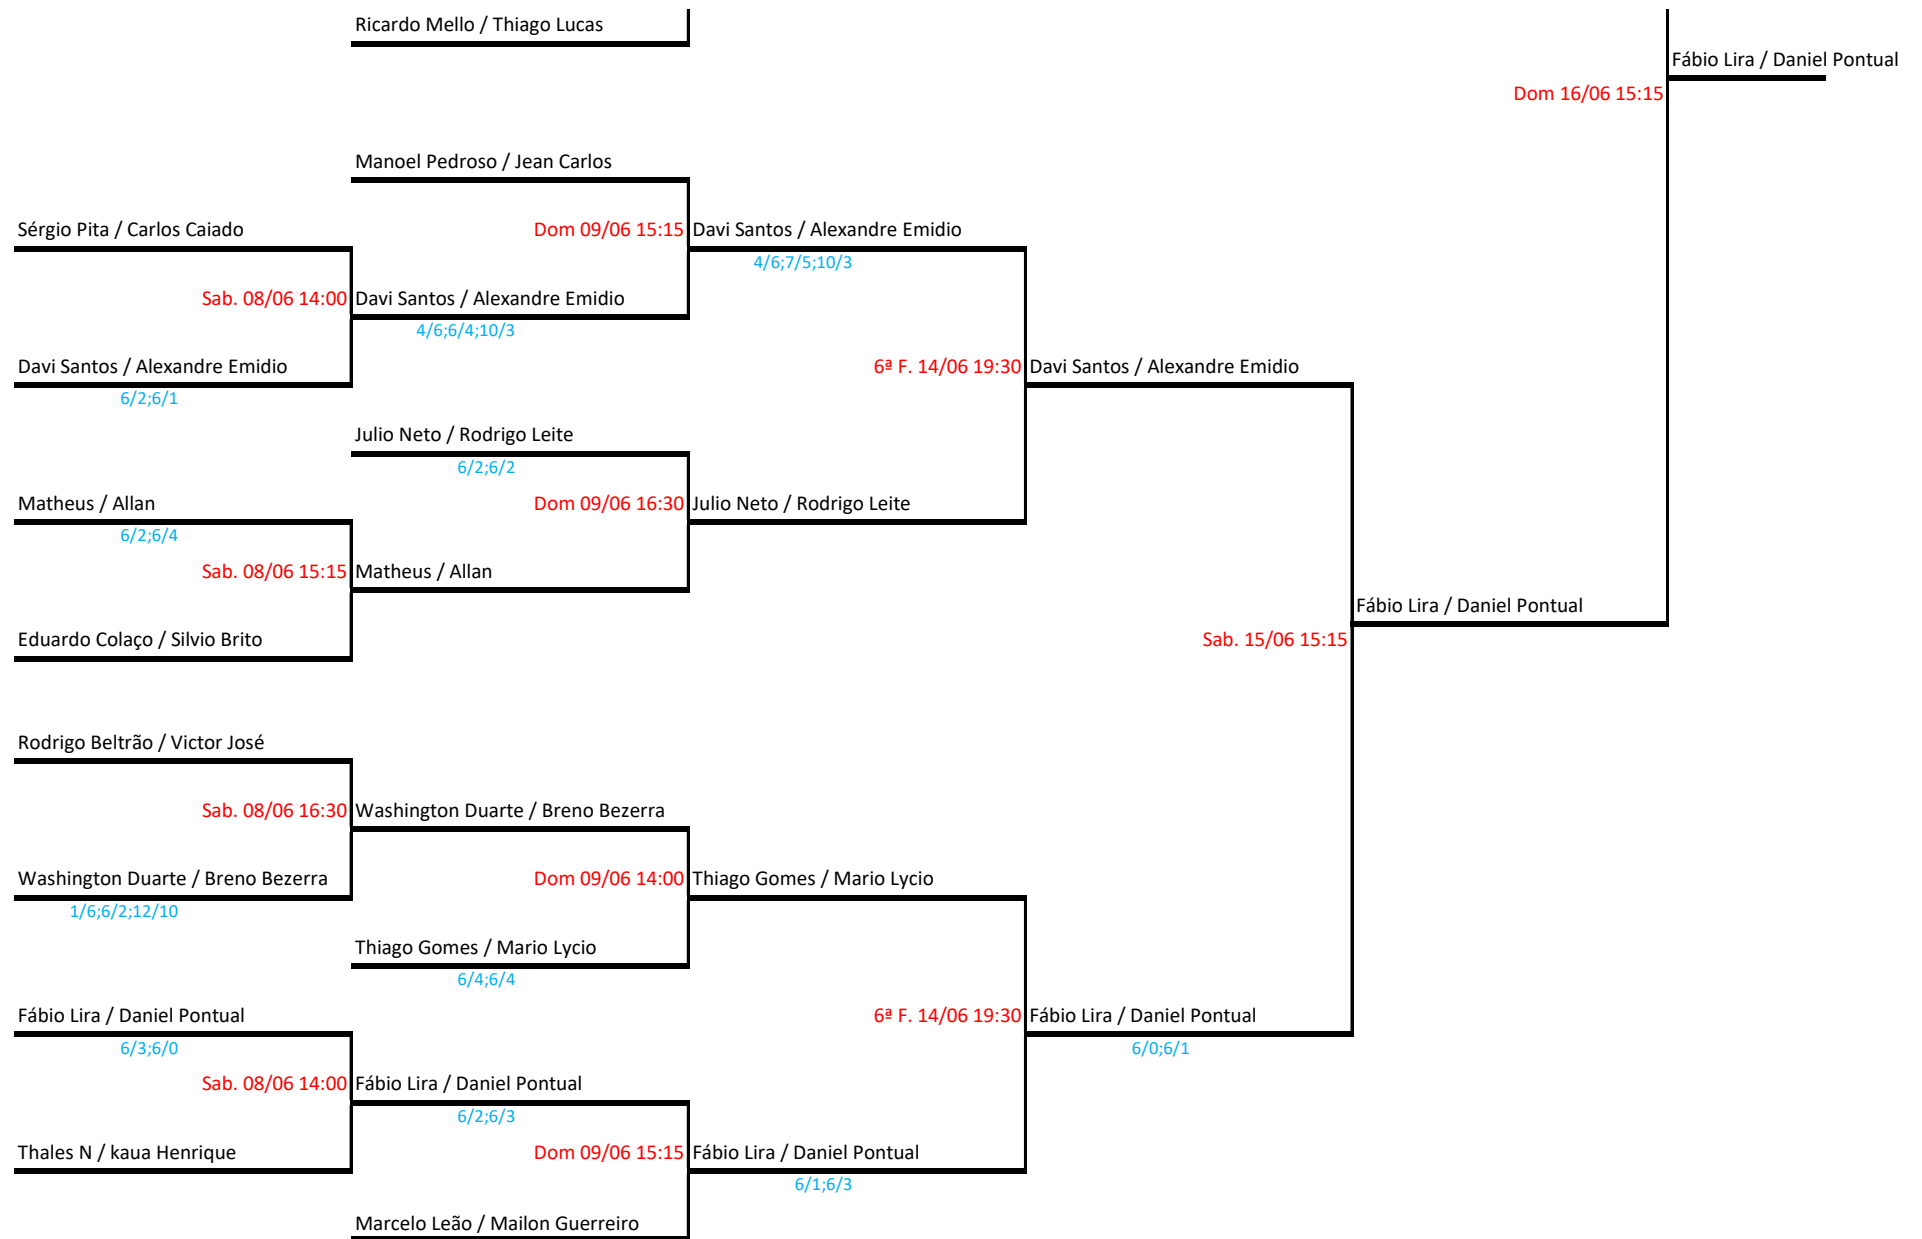 Ricardo Mello / Thiago Lucas
Fábio Lira / Daniel Pontual
Dom 16/06 15:15
Manoel Pedroso / Jean Carlos
Sérgio Pita / Carlos Caiado
Dom 09/06 15:15
Davi Santos / Alexandre Emidio
4/6;7/5;10/3
Sab. 08/06 14:00
Davi Santos / Alexandre Emidio
4/6;6/4;10/3
Davi Santos / Alexandre Emidio
6ª F. 14/06 19:30
Davi Santos / Alexandre Emidio
6/2;6/1
Julio Neto / Rodrigo Leite
6/2;6/2
Matheus / Allan
Dom 09/06 16:30
Julio Neto / Rodrigo Leite
6/2;6/4
Sab. 08/06 15:15
Matheus / Allan
Fábio Lira / Daniel Pontual
Eduardo Colaço / Silvio Brito
Sab. 15/06 15:15
Rodrigo Beltrão / Victor José
Sab. 08/06 16:30
Washington Duarte / Breno Bezerra
Washington Duarte / Breno Bezerra
Dom 09/06 14:00
Thiago Gomes / Mario Lycio
1/6;6/2;12/10
Thiago Gomes / Mario Lycio
6/4;6/4
Fábio Lira / Daniel Pontual
6ª F. 14/06 19:30
Fábio Lira / Daniel Pontual
6/3;6/0
6/0;6/1
Sab. 08/06 14:00
Fábio Lira / Daniel Pontual
6/2;6/3
Thales N / kaua Henrique
Dom 09/06 15:15
Fábio Lira / Daniel Pontual
6/1;6/3
Marcelo Leão / Mailon Guerreiro